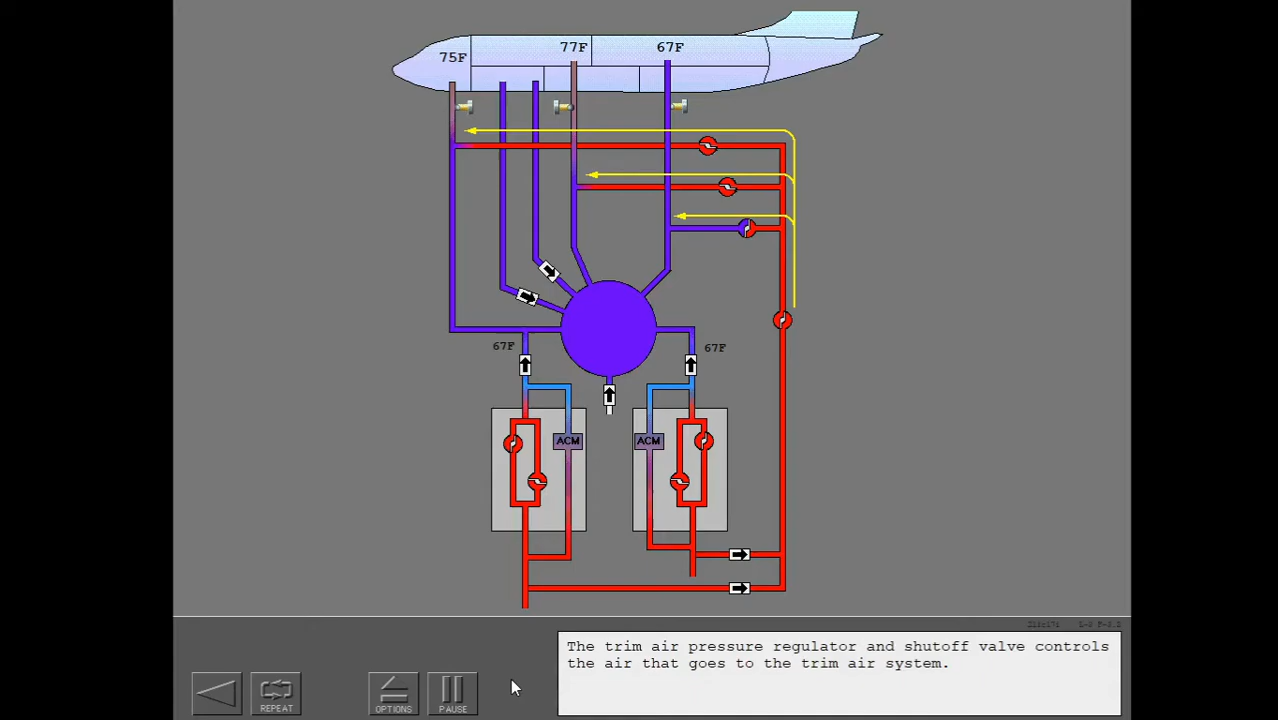 75F
77F
67F
67F
67F
ACM
ACM
The trim air pressure regulator and shutoff valve controls
the air that goes to the trim air system.
REPEAT
OPTIONS
PAUSE